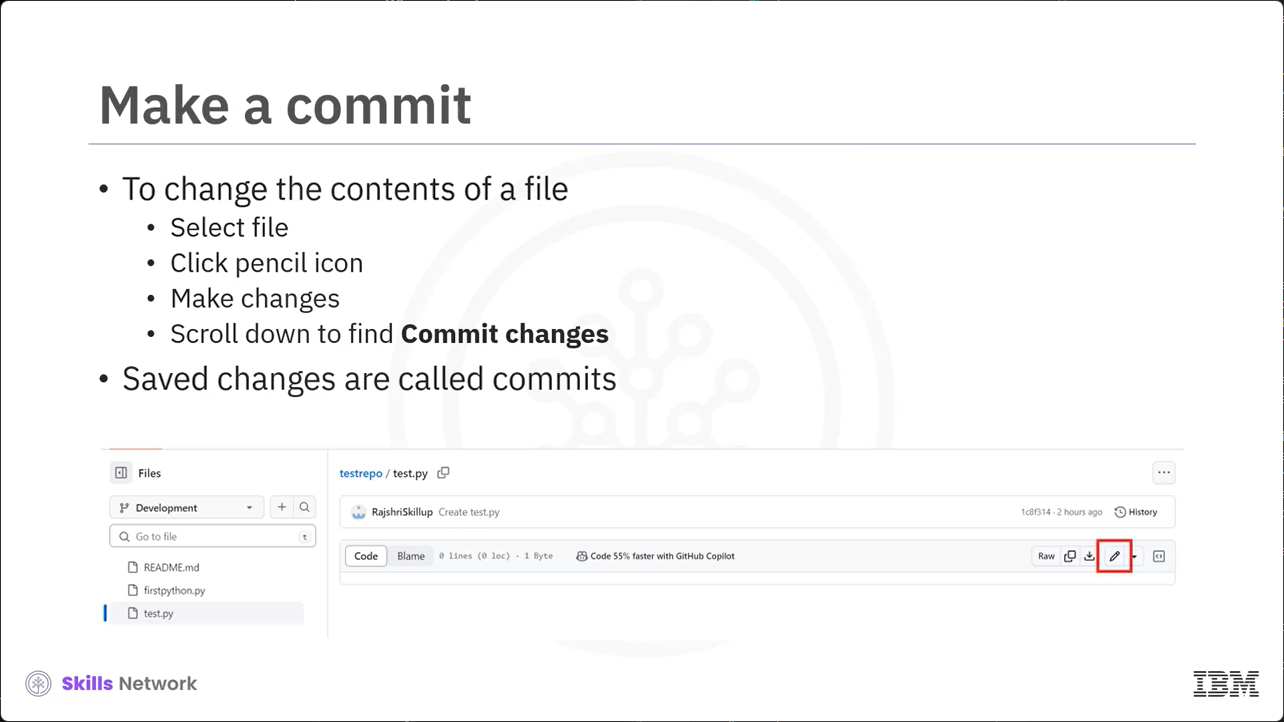 Make a commit
• To change the contents of a file
• Select file
• Click pencil icon
• Make changes
• Scroll down to find Commit changes
• Saved changes are called commits
Files
Development
Go to file
t
README.md
firstpython.py
test.py
testrepo / test.py
RajshriSkillup Create test.py
1c8f314 · 2 hours ago
History
Code
Blame
0 lines (0 loc) · 1 Byte
Code 55% faster with GitHub Copilot
Raw
Skills Network
IBM